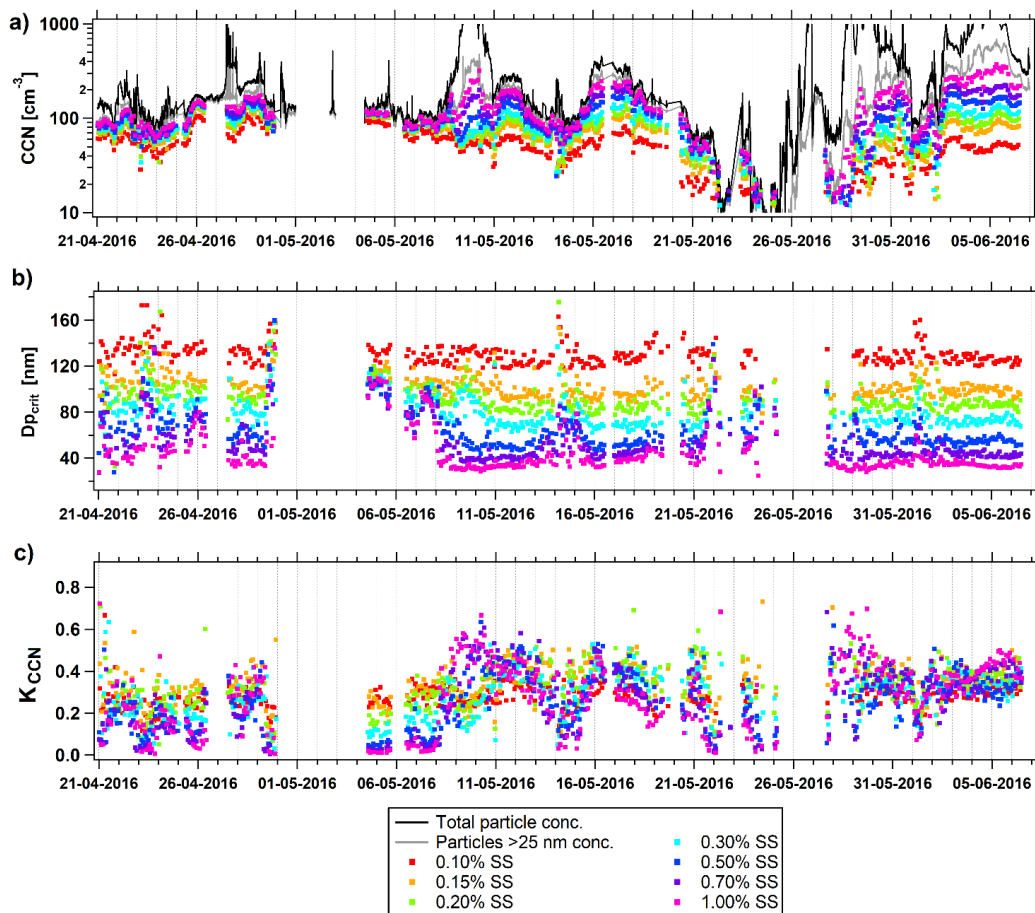 a)
CCN [cm-3]
1000
4
2
100
4
2
10
21-04-2016 26-04-2016 01-05-2016 06-05-2016 11-05-2016 16-05-2016 21-05-2016 26-05-2016 31-05-2016 05-06-2016
b)
Dpcrit [nm]
160
120
80
40
21-04-2016 26-04-2016 01-05-2016 06-05-2016 11-05-2016 16-05-2016 21-05-2016 26-05-2016 31-05-2016 05-06-2016
c)
KCCN
0.8
0.6
0.4
0.2
0.0
21-04-2016 26-04-2016 01-05-2016 06-05-2016 11-05-2016 16-05-2016 21-05-2016 26-05-2016 31-05-2016 05-06-2016
Total particle conc.
Particles >25 nm conc.
0.10% SS
0.15% SS
0.20% SS
0.30% SS
0.50% SS
0.70% SS
1.00% SS